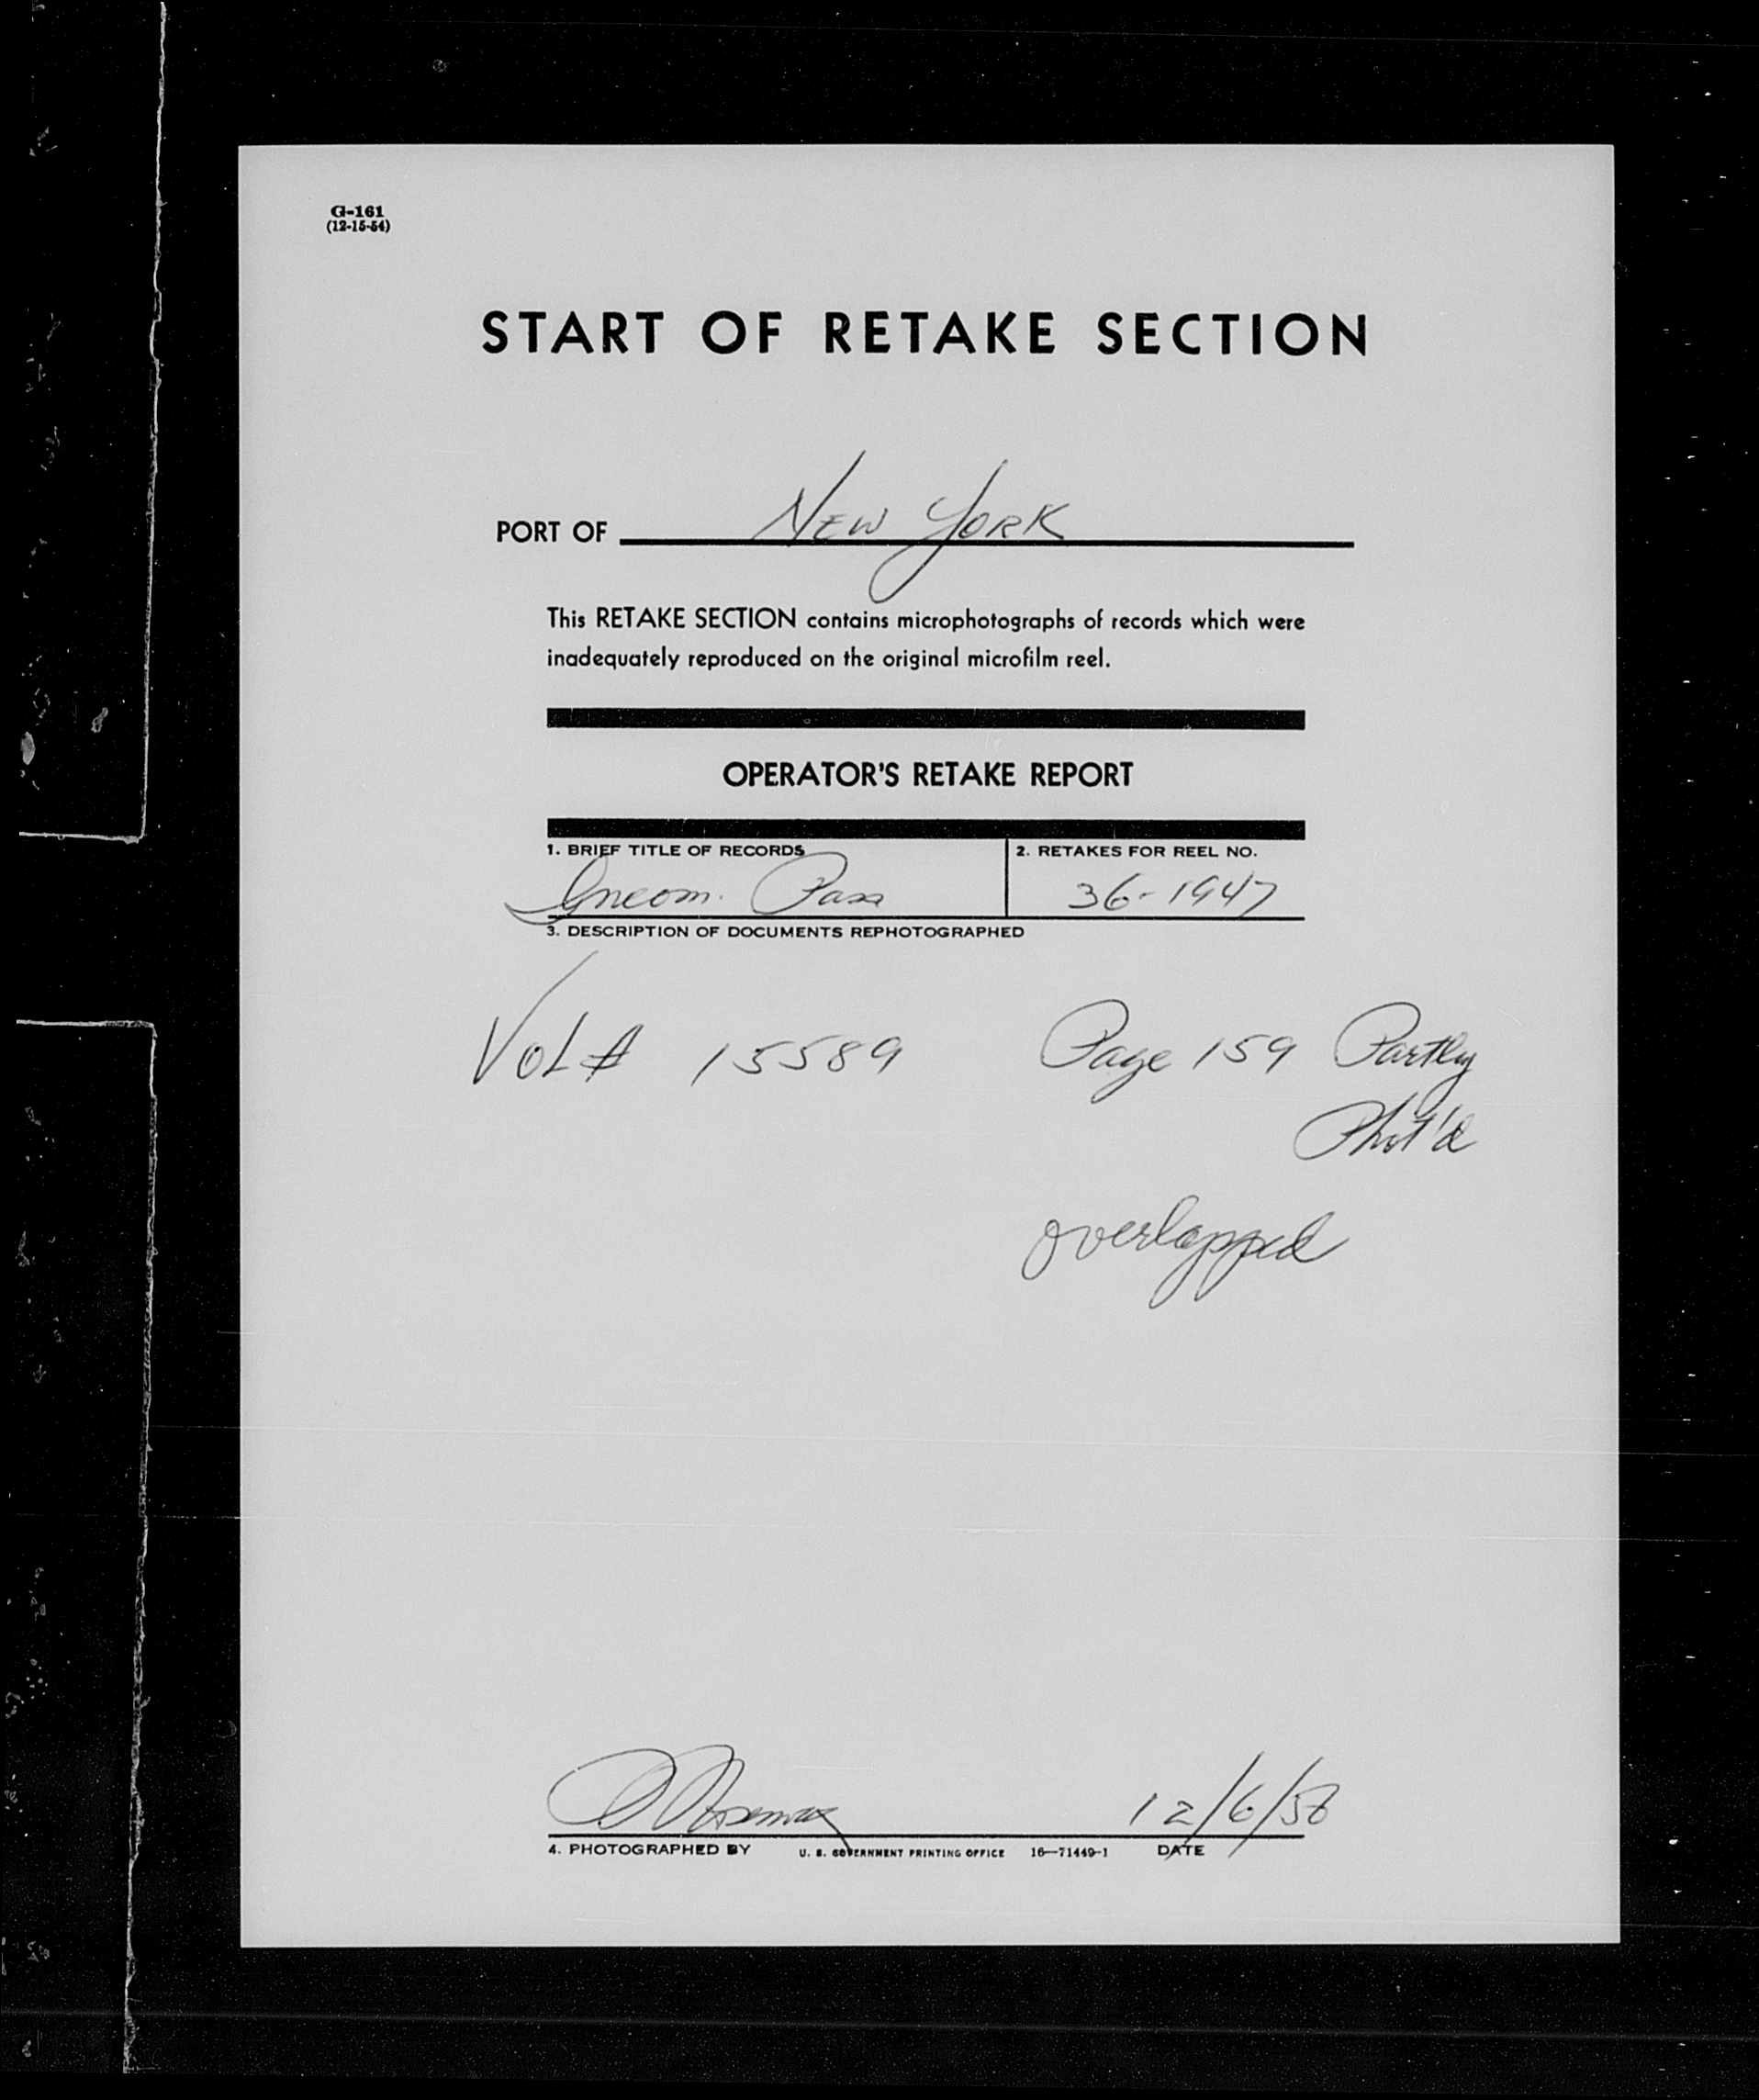 G-161
(12-15-54)
START OF RETAKE SECTION
PORT OF NEW YORK
This RETAKE SECTION contains microphotographs of records which were
inadequately reproduced on the original microfilm reel.
OPERATOR'S RETAKE REPORT
1. BRIEF TITLE OF RECORDS
Incom. Pass
2. RETAKES FOR REEL NO.
36-1947
3. DESCRIPTION OF DOCUMENTS REPHOTOGRAPHED
Vol # 15589 Page 159 Partly
Phot'd
overlapped
12/6/56
4. PHOTOGRAPHED BY U. S. GOVERNMENT PRINTING OFFICE 16—71449-1 DATE